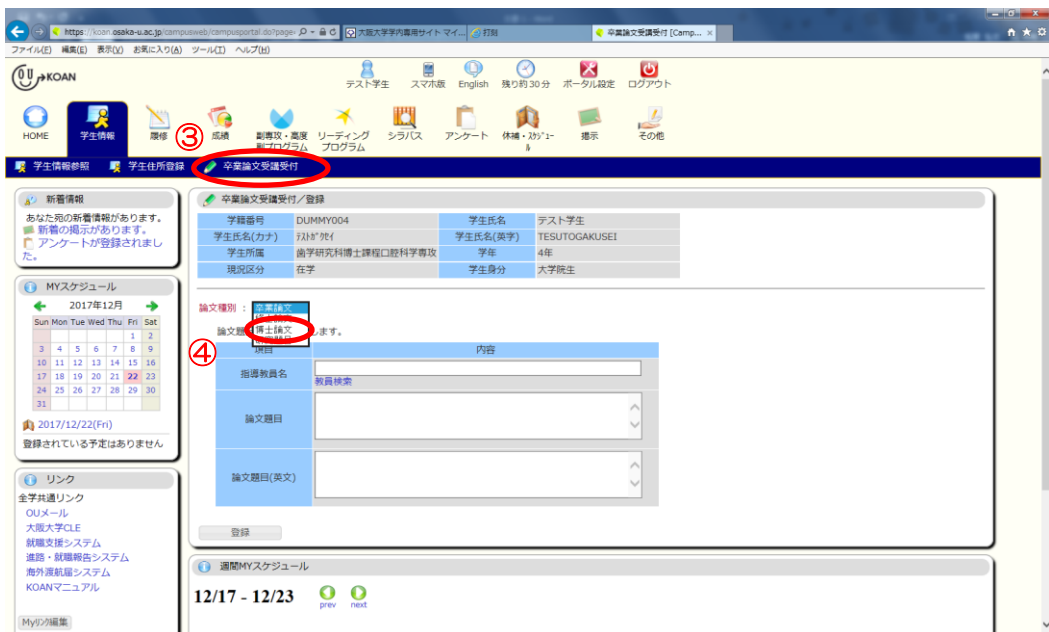 https://koan.osaka-u.ac.jp/campusweb/campusportal.do?page=
大阪大学学内専用サイト マイ...
打刻
卒業論文受講受付 [Camp...
ファイル(F) 編集(E) 表示(V) お気に入り(A) ツール(T) ヘルプ(H)
KOAN
テスト学生 スマホ版 English 残り約30分 ポータル設定 ログアウト
HOME 学生情報 履修 ③ 成績 副専攻・高度副プログラム リーディングプログラム シラバス アンケート 休補・スケジュール 掲示 その他
学生情報参照 学生住所登録 卒業論文受講受付
新着情報
あなた宛の新着情報があります。
新着の掲示があります。
アンケートが登録されまし
た。
MYスケジュール
2017年12月
Sun Mon Tue Wed Thu Fri Sat
1 2
3 4 5 6 7 8 9
10 11 12 13 14 15 16
17 18 19 20 21 22 23
24 25 26 27 28 29 30
31
2017/12/22(Fri)
登録されている予定はありません
リンク
全学共通リンク
OUメール
大阪大学CLE
就職支援システム
進路・就職報告システム
海外渡航届システム
KOANマニュアル
Myリンク編集
卒業論文受講受付/登録
学籍番号 DUMMY004 学生氏名 テスト学生
学生氏名(カナ) テストガクセイ 学生氏名(英字) TESUTOGAKUSEI
学生所属 歯学研究科博士課程口腔科学専攻 学年 4年
現況区分 在学 学生身分 大学院生
論文種別 : 卒業論文
博士論文
論文題 します。
④
項目 内容
指導教員名
教員検索
論文題目
論文題目(英文)
登録
週間MYスケジュール
12/17 - 12/23 prev next